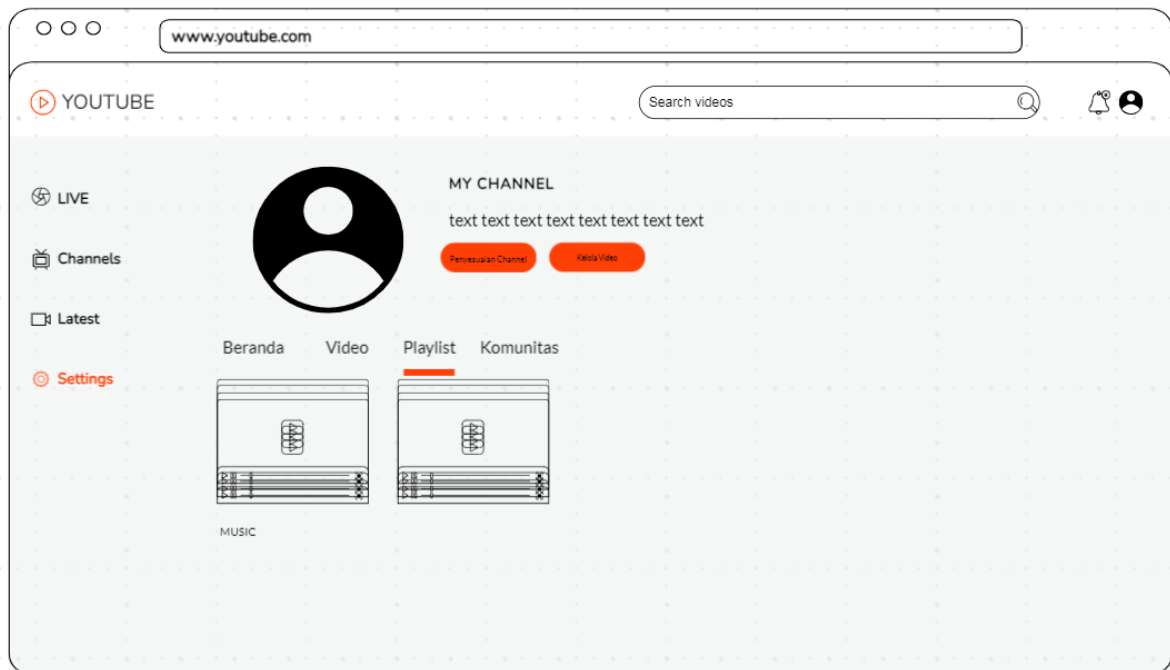 www.youtube.com
YOUTUBE
Search videos
LIVE
Channels
Latest
Settings
MY CHANNEL
text text text text text text text text
Penyesuaian Channel
Kelola Video
Beranda Video Playlist Komunitas
MUSIC